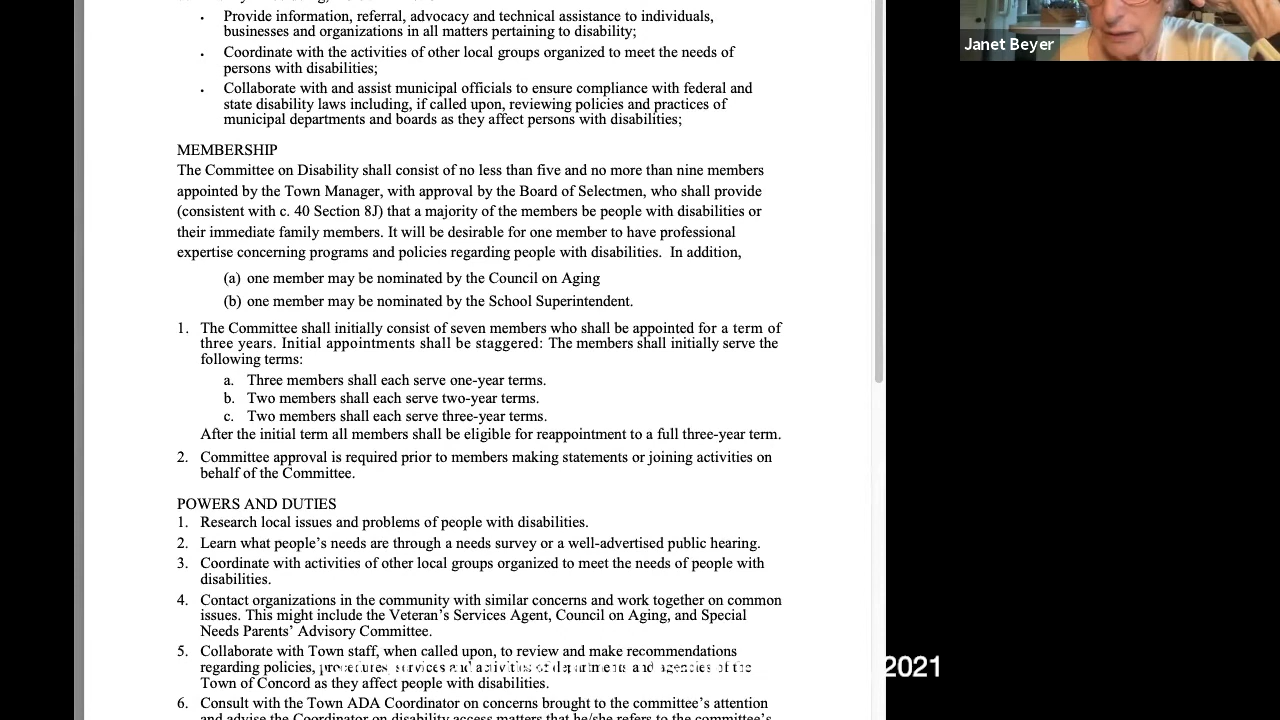 • Provide information, referral, advocacy and technical assistance to individuals,
businesses and organizations in all matters pertaining to disability;
• Coordinate with the activities of other local groups organized to meet the needs of
persons with disabilities;
• Collaborate with and assist municipal officials to ensure compliance with federal and
state disability laws including, if called upon, reviewing policies and practices of
municipal departments and boards as they affect persons with disabilities;
MEMBERSHIP
The Committee on Disability shall consist of no less than five and no more than nine members
appointed by the Town Manager, with approval by the Board of Selectmen, who shall provide
(consistent with c. 40 Section 8J) that a majority of the members be people with disabilities or
their immediate family members. It will be desirable for one member to have professional
expertise concerning programs and policies regarding people with disabilities. In addition,
(a) one member may be nominated by the Council on Aging
(b) one member may be nominated by the School Superintendent.
1. The Committee shall initially consist of seven members who shall be appointed for a term of
three years. Initial appointments shall be staggered: The members shall initially serve the
following terms:
a. Three members shall each serve one-year terms.
b. Two members shall each serve two-year terms.
c. Two members shall each serve three-year terms.
After the initial term all members shall be eligible for reappointment to a full three-year term.
2. Committee approval is required prior to members making statements or joining activities on
behalf of the Committee.
POWERS AND DUTIES
1. Research local issues and problems of people with disabilities.
2. Learn what people's needs are through a needs survey or a well-advertised public hearing.
3. Coordinate with activities of other local groups organized to meet the needs of people with
disabilities.
4. Contact organizations in the community with similar concerns and work together on common
issues. This might include the Veteran's Services Agent, Council on Aging, and Special
Needs Parents' Advisory Committee.
5. Collaborate with Town staff, when called upon, to review and make recommendations
regarding policies,
Town of Concord as they affect people with disabilities.
6. Consult with the Town ADA Coordinator on concerns brought to the committee's attention
and advise the Coordinator on disability access matters that he/she refers to the committee's
Janet Beyer
2021